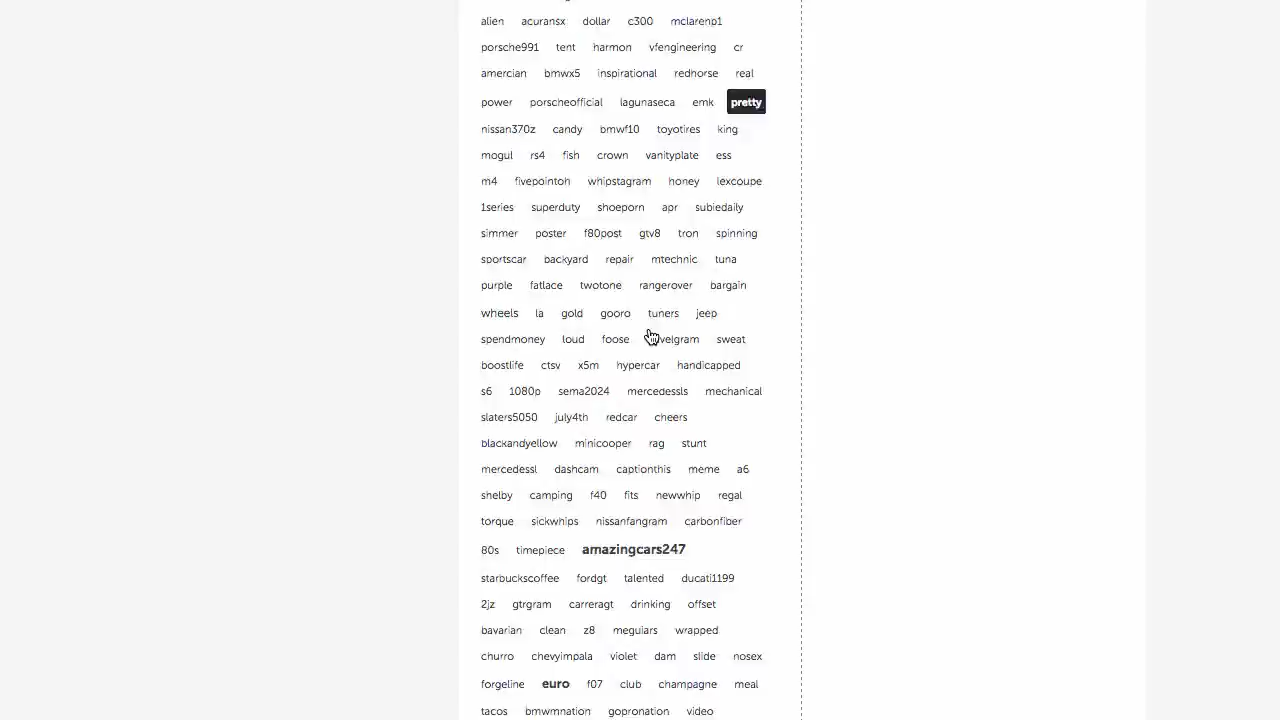 alien acuransx dollar c300 mclarenp1
porsche991 tent harmon vfengineering cr
amercian bmwx5 inspirational redhorse real
power porscheofficial lagunaseca emk pretty
nissan370z candy bmwf10 toyotires king
mogul rs4 fish crown vanityplate ess
m4 fivepointoh whipstagram honey lexcoupe
1series superduty shoeporn apr subiedaily
simmer poster f80post gtv8 tron spinning
sportscar backyard repair mtechnic tuna
purple fatlace twotone rangerover bargain
wheels la gold gooro tuners jeep
spendmoney loud foose sweat
boostlife ctsv x5m hypercar handicapped
s6 1080p sema2024 mercedessls mechanical
slaters5050 july4th redcar cheers
blackandyellow minicooper rag stunt
mercedessl dashcam captionthis meme a6
shelby camping f40 fits newwhip regal
torque sickwhips nissanfangram carbonfiber
80s timepiece amazingcars247
starbuckscoffee fordgt talented ducati1199
2jz gtrgram carreragt drinking offset
bavarian clean z8 meguiars wrapped
churro chevyimpala violet dam slide nosex
forgeline euro f07 club champagne meal
tacos bmwmnation gopronation video